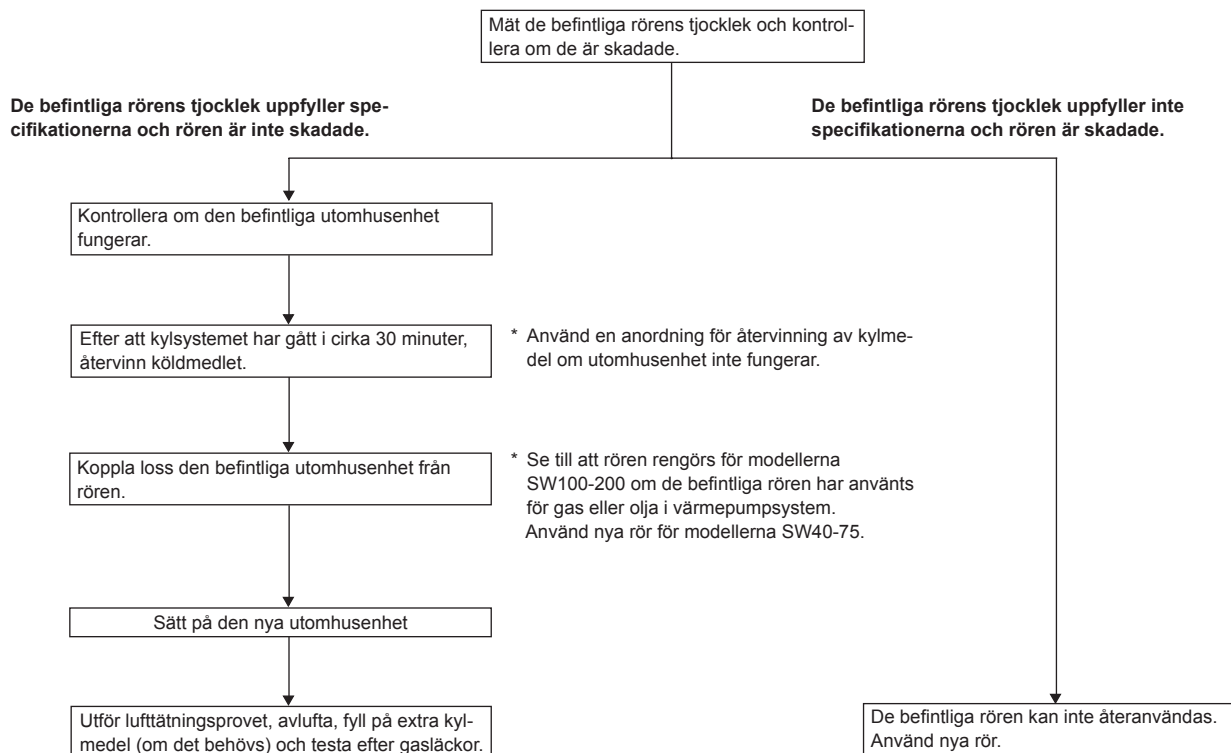 Mät de befintliga rörens tjocklek och kontrol-
lera om de är skadade.
De befintliga rörens tjocklek uppfyller spe-
cifikationerna och rören är inte skadade.
De befintliga rörens tjocklek uppfyller inte
specifikationerna och rören är skadade.
Kontrollera om den befintliga utomhusenhet
fungerar.
Efter att kylsystemet har gått i cirka 30 minuter,
återvinn köldmedlet.
* Använd en anordning för återvinning av kylme-
del om utomhusenhet inte fungerar.
Koppla loss den befintliga utomhusenhet från
rören.
* Se till att rören rengörs för modellerna
SW100-200 om de befintliga rören har använts
för gas eller olja i värmepumpsystem.
Använd nya rör för modellerna SW40-75.
Sätt på den nya utomhusenhet
Utför lufttätningsprovet, avlufta, fyll på extra kyl-
medel (om det behövs) och testa efter gasläckor.
De befintliga rören kan inte återanvändas.
Använd nya rör.